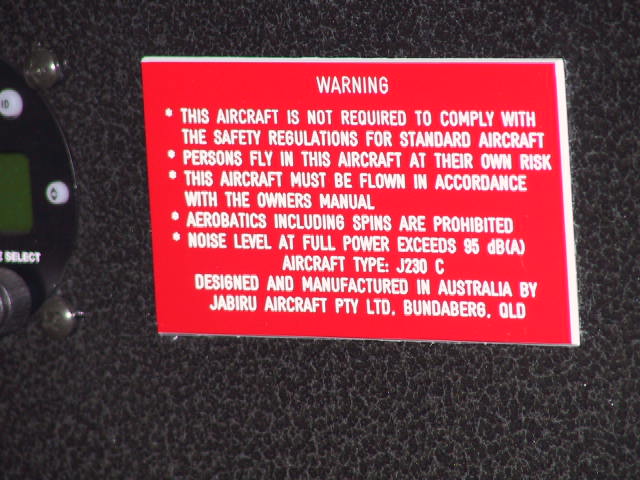 WARNING
* THIS AIRCRAFT IS NOT REQUIRED TO COMPLY WITH
THE SAFETY REGULATIONS FOR STANDARD AIRCRAFT
* PERSONS FLY IN THIS AIRCRAFT AT THEIR OWN RISK
* THIS AIRCRAFT MUST BE FLOWN IN ACCORDANCE
WITH THE OWNERS MANUAL
* AEROBATICS INCLUDING SPINS ARE PROHIBITED
* NOISE LEVEL AT FULL POWER EXCEEDS 95 dB(A)
AIRCRAFT TYPE: J230 C
DESIGNED AND MANUFACTURED IN AUSTRALIA BY
JABIRU AIRCRAFT PTY LTD, BUNDABERG, QLD
ID
SELECT